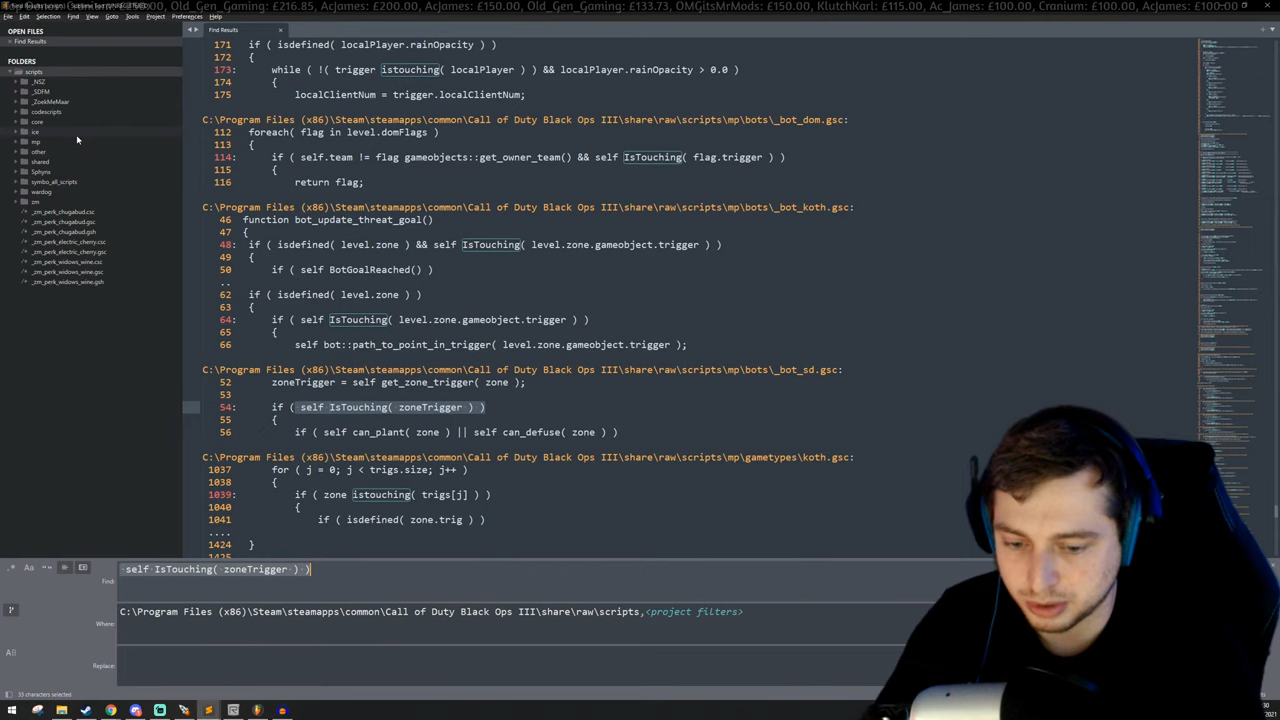 Old_Gen_Gaming: £216.85, AcJames: £200.00, AcJames: £150.00, Old_Gen_Gaming: £133.73, OMGitsMrMods: £150.00, KlutchKarl: £115.00, Ac_James: £100.00, Cranium: £100.00, AcJames: £100.00
File Edit Selection Find View Goto Tools Project Preferences Help
OPEN FILES
Find Results
FOLDERS
scripts
_NSZ
_SDFM
_ZoekMeMaar
codescripts
core
ice
mp
other
shared
Sphynx
symbo_all_scripts
wardog
zm
_zm_perk_chugabud.csc
_zm_perk_chugabud.gsc
_zm_perk_chugabud.gsh
_zm_perk_electric_cherry.csc
_zm_perk_electric_cherry.gsc
_zm_perk_widows_wine.csc
_zm_perk_widows_wine.gsc
_zm_perk_widows_wine.gsh
Find Results
171 if ( isdefined( localPlayer.rainOpacity ) )
172 {
173: while ( !( trigger istouching( localPlayer ) ) && localPlayer.rainOpacity > 0.0 )
174 {
175 localClientNum = trigger.localClientNum;
C:\Program Files (x86)\Steam\steamapps\common\Call of Duty Black Ops III\share\raw\scripts\mp\bots\_bot_dom.gsc:
112 foreach( flag in level.domFlags )
113 {
114: if ( self.team != flag gameobjects::get_owner_team() && self IsTouching( flag.trigger ) )
115 {
116 return flag;
C:\Program Files (x86)\Steam\steamapps\common\Call of Duty Black Ops III\share\raw\scripts\mp\bots\_bot_koth.gsc:
46 function bot_update_threat_goal()
47 {
48: if ( isdefined( level.zone ) && self IsTouching( level.zone.gameobject.trigger ) )
49 {
50 if ( self BotGoalReached() )
..
62 if ( isdefined( level.zone ) )
63 {
64: if ( self IsTouching( level.zone.gameobject.trigger ) )
65 {
66 self bot::path_to_point_in_trigger( level.zone.gameobject.trigger );
C:\Program Files (x86)\Steam\steamapps\common\Call of Duty Black Ops III\share\raw\scripts\mp\bots\_bot_sd.gsc:
52 zoneTrigger = self get_zone_trigger( zone );
53
54: if ( self IsTouching( zoneTrigger ) )
55 {
56 if ( self can_plant( zone ) || self can_defuse( zone ) )
C:\Program Files (x86)\Steam\steamapps\common\Call of Duty Black Ops III\share\raw\scripts\mp\gametypes\koth.gsc:
1037 for ( j = 0; j < trigs.size; j++ )
1038 {
1039: if ( zone istouching( trigs[j] ) )
1040 {
1041 if ( isdefined( zone.trig ) )
....
1424 }
1425
Find: self IsTouching( zoneTrigger ) )
Where: C:\Program Files (x86)\Steam\steamapps\common\Call of Duty Black Ops III\share\raw\scripts,<project filters>
Replace:
33 characters selected
30
2021